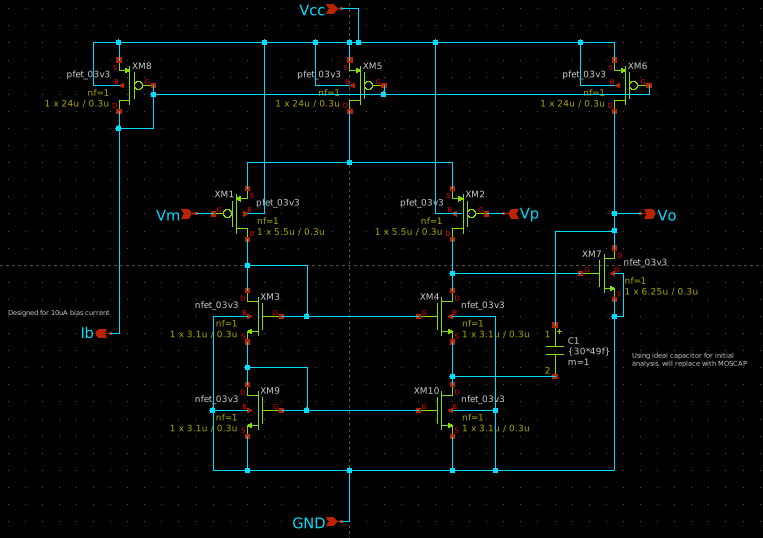 Vcc
XM8
pfet_03v3
nf=1
1 x 24u / 0.3u
S
B
G
D
XM5
pfet_03v3
nf=1
1 x 24u / 0.3u
S
B
G
D
XM6
pfet_03v3
nf=1
1 x 24u / 0.3u
S
B
G
D
XM1
pfet_03v3
nf=1
1 x 5.5u / 0.3u
S
G
B
D
Vm
XM2
pfet_03v3
nf=1
1 x 5.5u / 0.3u
S
B
G
D
Vp
Vo
XM7
nfet_03v3
nf=1
1 x 6.25u / 0.3u
D
G
B
S
Designed for 10uA bias current
Ib
XM3
nfet_03v3
nf=1
1 x 3.1u / 0.3u
D
B
G
S
XM4
nfet_03v3
nf=1
1 x 3.1u / 0.3u
D
G
B
S
1
+
C1
{30*49f}
m=1
2
Using ideal capacitor for initial
analysis, will replace with MOSCAP
XM9
nfet_03v3
nf=1
1 x 3.1u / 0.3u
D
B
G
S
XM10
nfet_03v3
nf=1
1 x 3.1u / 0.3u
D
G
B
S
GND